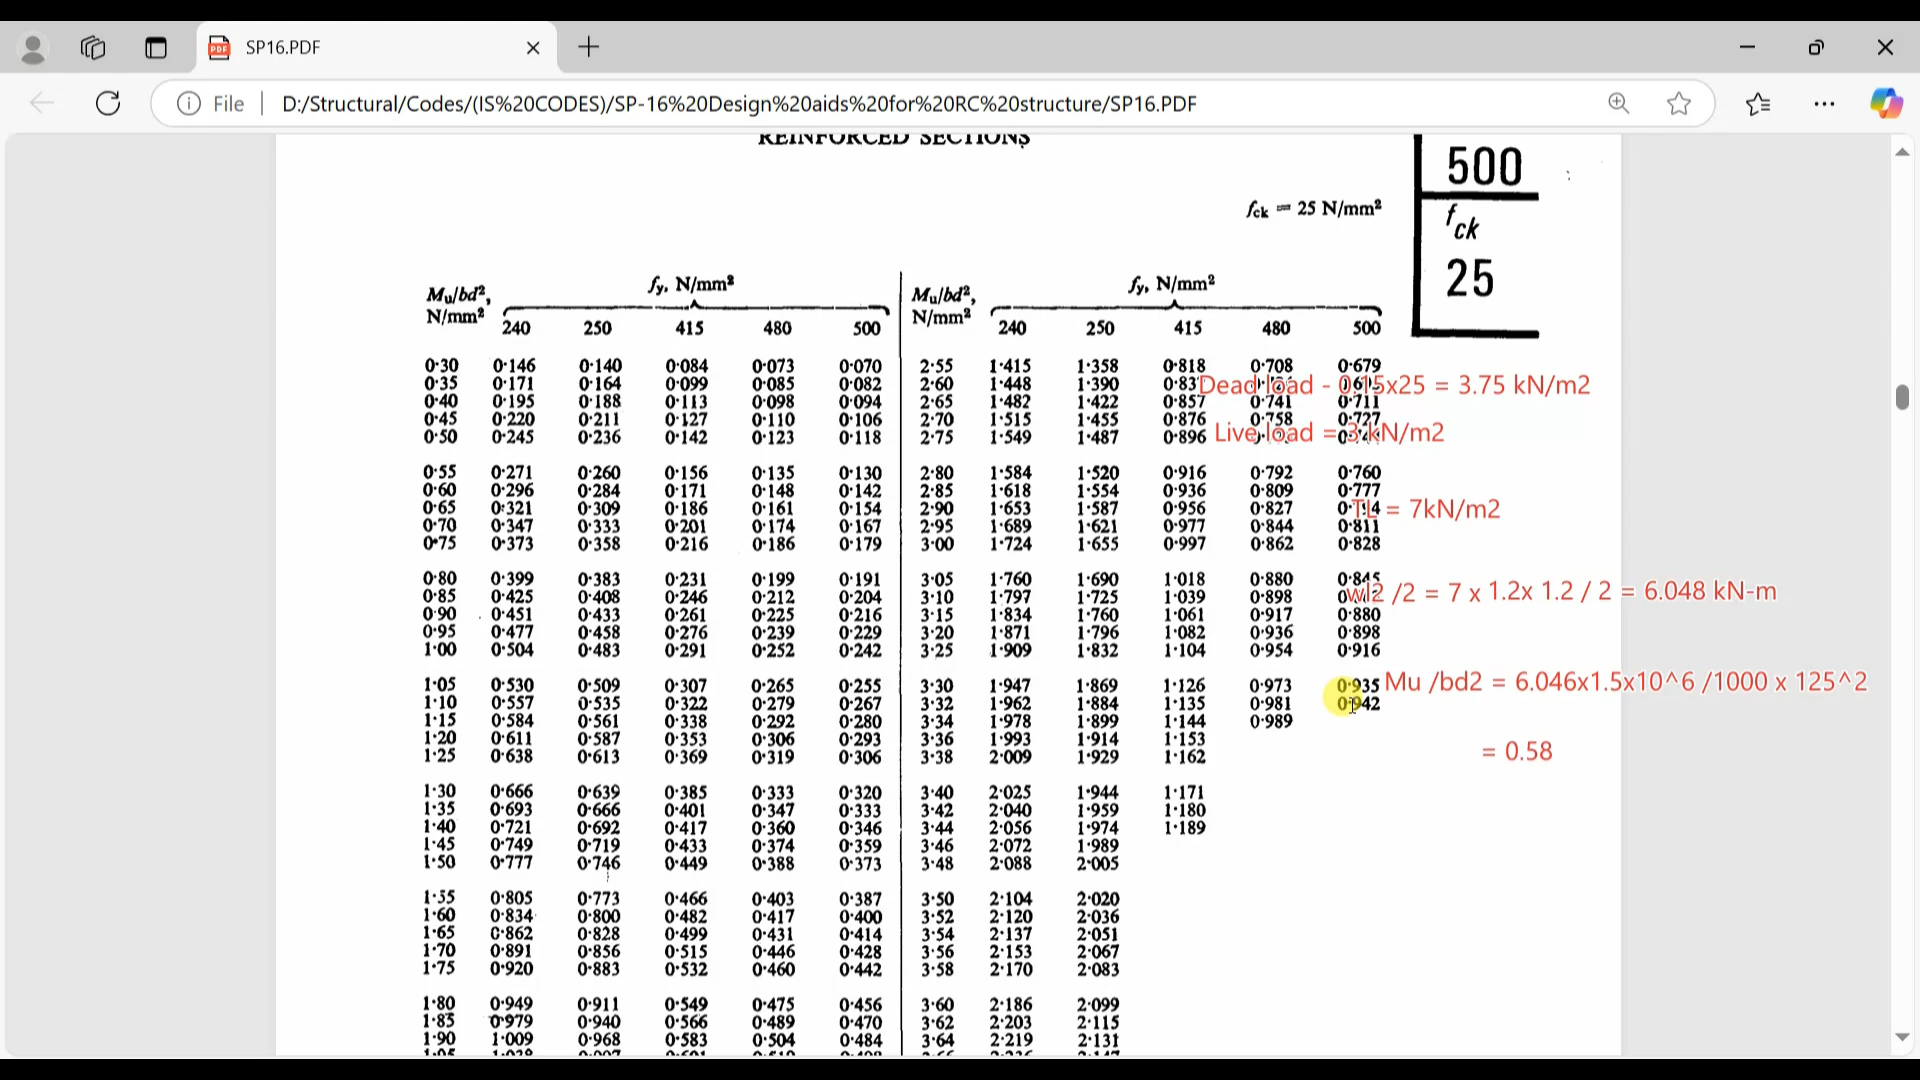 SP16.PDF
File D:/Structural/Codes/(IS%20CODES)/SP-16%20Design%20aids%20for%20RC%20structure/SP16.PDF
REINFORCED SECTIONS
500
fck = 25 N/mm²
fck
25
Mu/bd², N/mm² fy, N/mm² Mu/bd², N/mm² fy, N/mm²
240 250 415 480 500 240 250 415 480 500
0·30 0·146 0·140 0·084 0·073 0·070 2·55 1·415 1·358 0·818 0·708 0·679
0·35 0·171 0·164 0·099 0·085 0·082 2·60 1·448 1·390
Dead load - 0.15x25 = 3.75 kN/m2
0·40 0·195 0·188 0·113 0·098 0·094 2·65 1·482 1·422 0·857 0·741 0·711
0·45 0·220 0·211 0·127 0·110 0·106 2·70 1·515 1·455 0·876 0·758 0·727
0·50 0·245 0·236 0·142 0·123 0·118 2·75 1·549 1·487 0·896
Live load = 3 kN/m2
0·55 0·271 0·260 0·156 0·135 0·130 2·80 1·584 1·520 0·916 0·792 0·760
0·60 0·296 0·284 0·171 0·148 0·142 2·85 1·618 1·554 0·936 0·809 0·777
0·65 0·321 0·309 0·186 0·161 0·154 2·90 1·653 1·587 0·956 0·827
TL = 7kN/m2
0·70 0·347 0·333 0·201 0·174 0·167 2·95 1·689 1·621 0·977 0·844 0·811
0·75 0·373 0·358 0·216 0·186 0·179 3·00 1·724 1·655 0·997 0·862 0·828
0·80 0·399 0·383 0·231 0·199 0·191 3·05 1·760 1·690 1·018 0·880 0·845
0·85 0·425 0·408 0·246 0·212 0·204 3·10 1·797 1·725 1·039 0·898
wl2 /2 = 7 x 1.2x 1.2 / 2 = 6.048 kN-m
0·90 0·451 0·433 0·261 0·225 0·216 3·15 1·834 1·760 1·061 0·917 0·880
0·95 0·477 0·458 0·276 0·239 0·229 3·20 1·871 1·796 1·082 0·936 0·898
1·00 0·504 0·483 0·291 0·252 0·242 3·25 1·909 1·832 1·104 0·954 0·916
1·05 0·530 0·509 0·307 0·265 0·255 3·30 1·947 1·869 1·126 0·973 0·935
Mu /bd2 = 6.046x1.5x10^6 /1000 x 125^2
1·10 0·557 0·535 0·322 0·279 0·267 3·32 1·962 1·884 1·135 0·981 0·942
1·15 0·584 0·561 0·338 0·292 0·280 3·34 1·978 1·899 1·144 0·989
1·20 0·611 0·587 0·353 0·306 0·293 3·36 1·993 1·914 1·153
1·25 0·638 0·613 0·369 0·319 0·306 3·38 2·009 1·929 1·162
= 0.58
1·30 0·666 0·639 0·385 0·333 0·320 3·40 2·025 1·944 1·171
1·35 0·693 0·666 0·401 0·347 0·333 3·42 2·040 1·959 1·180
1·40 0·721 0·692 0·417 0·360 0·346 3·44 2·056 1·974 1·189
1·45 0·749 0·719 0·433 0·374 0·359 3·46 2·072 1·989
1·50 0·777 0·746 0·449 0·388 0·373 3·48 2·088 2·005
1·55 0·805 0·773 0·466 0·403 0·387 3·50 2·104 2·020
1·60 0·834 0·800 0·482 0·417 0·400 3·52 2·120 2·036
1·65 0·862 0·828 0·499 0·431 0·414 3·54 2·137 2·051
1·70 0·891 0·856 0·515 0·446 0·428 3·56 2·153 2·067
1·75 0·920 0·883 0·532 0·460 0·442 3·58 2·170 2·083
1·80 0·949 0·911 0·549 0·475 0·456 3·60 2·186 2·099
1·85 0·979 0·940 0·566 0·489 0·470 3·62 2·203 2·115
1·90 1·009 0·968 0·583 0·504 0·484 3·64 2·219 2·131